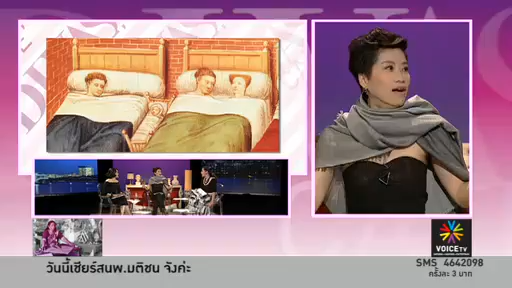 DIVAS
วันนี้เชียร์สนพ.มติชน จังค่ะ
VOICE TV
SMS 4642098
ครั้งละ 3 บาท